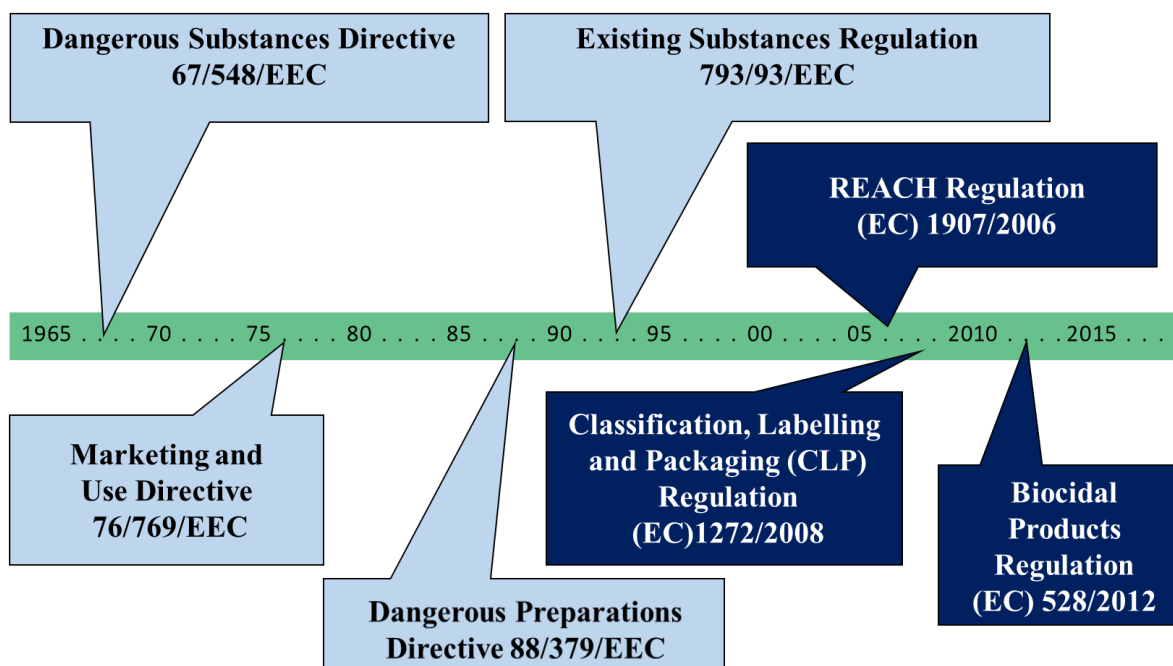 Dangerous Substances Directive
67/548/EEC
Existing Substances Regulation
793/93/EEC
REACH Regulation
(EC) 1907/2006
1965 . . . . 70 . . . . 75 . . . . 80 . . . . 85 . . . . 90 . . . . 95 . . . . 00 . . . . 05 . . . . 2010 . . . . 2015 . . .
Marketing and
Use Directive
76/769/EEC
Dangerous Preparations
Directive 88/379/EEC
Classification, Labelling
and Packaging (CLP)
Regulation
(EC)1272/2008
Biocidal
Products
Regulation
(EC) 528/2012